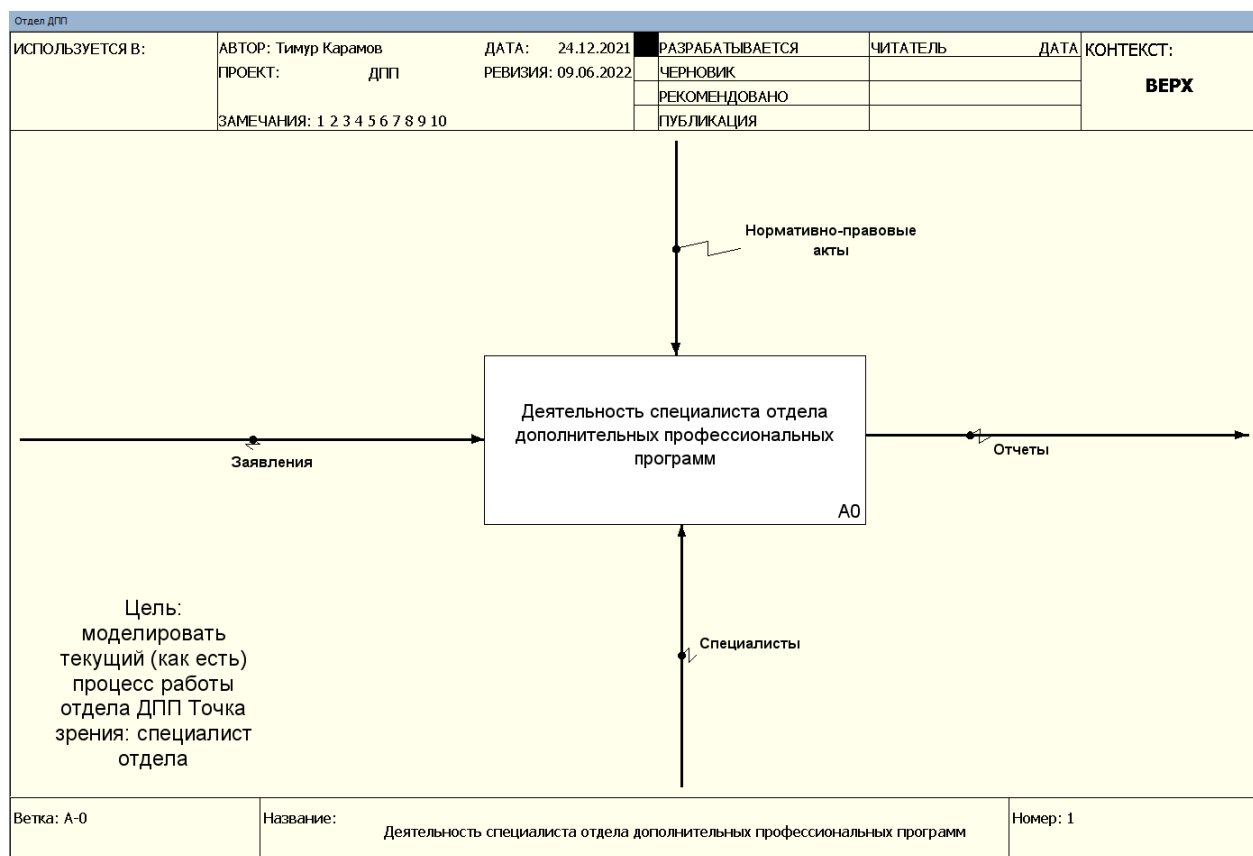 Отдел ДПП
ИСПОЛЬЗУЕТСЯ В:
АВТОР: Тимур Карамов
ДАТА: 24.12.2021
РАЗРАБАТЫВАЕТСЯ
ЧИТАТЕЛЬ
ДАТА
КОНТЕКСТ:
ПРОЕКТ: ДПП
РЕВИЗИЯ: 09.06.2022
ЧЕРНОВИК
ВЕРХ
РЕКОМЕНДОВАНО
ЗАМЕЧАНИЯ: 1 2 3 4 5 6 7 8 9 10
ПУБЛИКАЦИЯ
Нормативно-правовые
акты
Деятельность специалиста отдела
дополнительных профессиональных
программ
A0
Заявления
Отчеты
Специалисты
Цель:
моделировать
текущий (как есть)
процесс работы
отдела ДПП Точка
зрения: специалист
отдела
Ветка: A-0
Название:
Деятельность специалиста отдела дополнительных профессиональных программ
Номер: 1